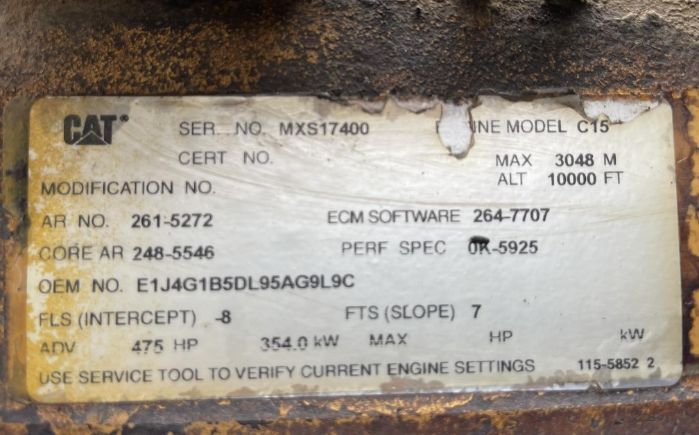 CAT SER. NO. MXS17400 INE MODEL C15
CERT NO. MAX 3048 M
MODIFICATION NO. ALT 10000 FT
AR NO. 261-5272 ECM SOFTWARE 264-7707
CORE AR 248-5546 PERF SPEC 0K-5925
OEM NO. E1J4G1B5DL95AG9L9C
FLS (INTERCEPT) -8 FTS (SLOPE) 7
ADV 475 HP 354.0 kW MAX HP kW
USE SERVICE TOOL TO VERIFY CURRENT ENGINE SETTINGS 115-5852 2